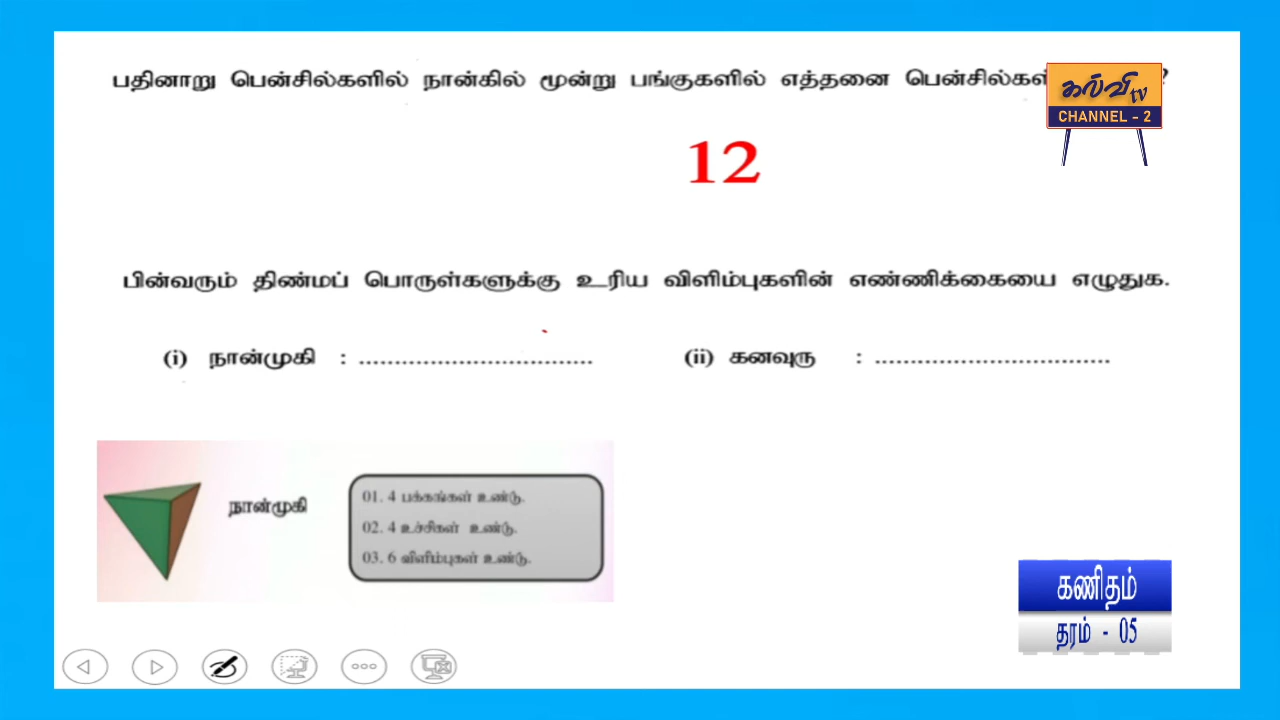 பதினாறு பென்சில்களில் நான்கில் மூன்று பங்குகளில் எத்தனை பென்சில்கள் ?
கல்வி tv
CHANNEL - 2
12
பின்வரும் திண்மப் பொருள்களுக்கு உரிய விளிம்புகளின் எண்ணிக்கையை எழுதுக.
(i) நான்முகி : ................................. (ii) கனவுரு : .................................
நான்முகி
01. 4 பக்கங்கள் உண்டு.
02. 4 உச்சிகள் உண்டு.
03. 6 விளிம்புகள் உண்டு.
கணிதம்
தரம் - 05